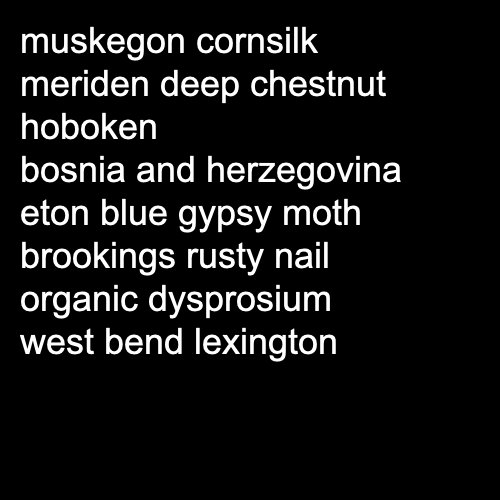 muskegon cornsilk
meriden deep chestnut
hoboken
bosnia and herzegovina
eton blue gypsy moth
brookings rusty nail
organic dysprosium
west bend lexington